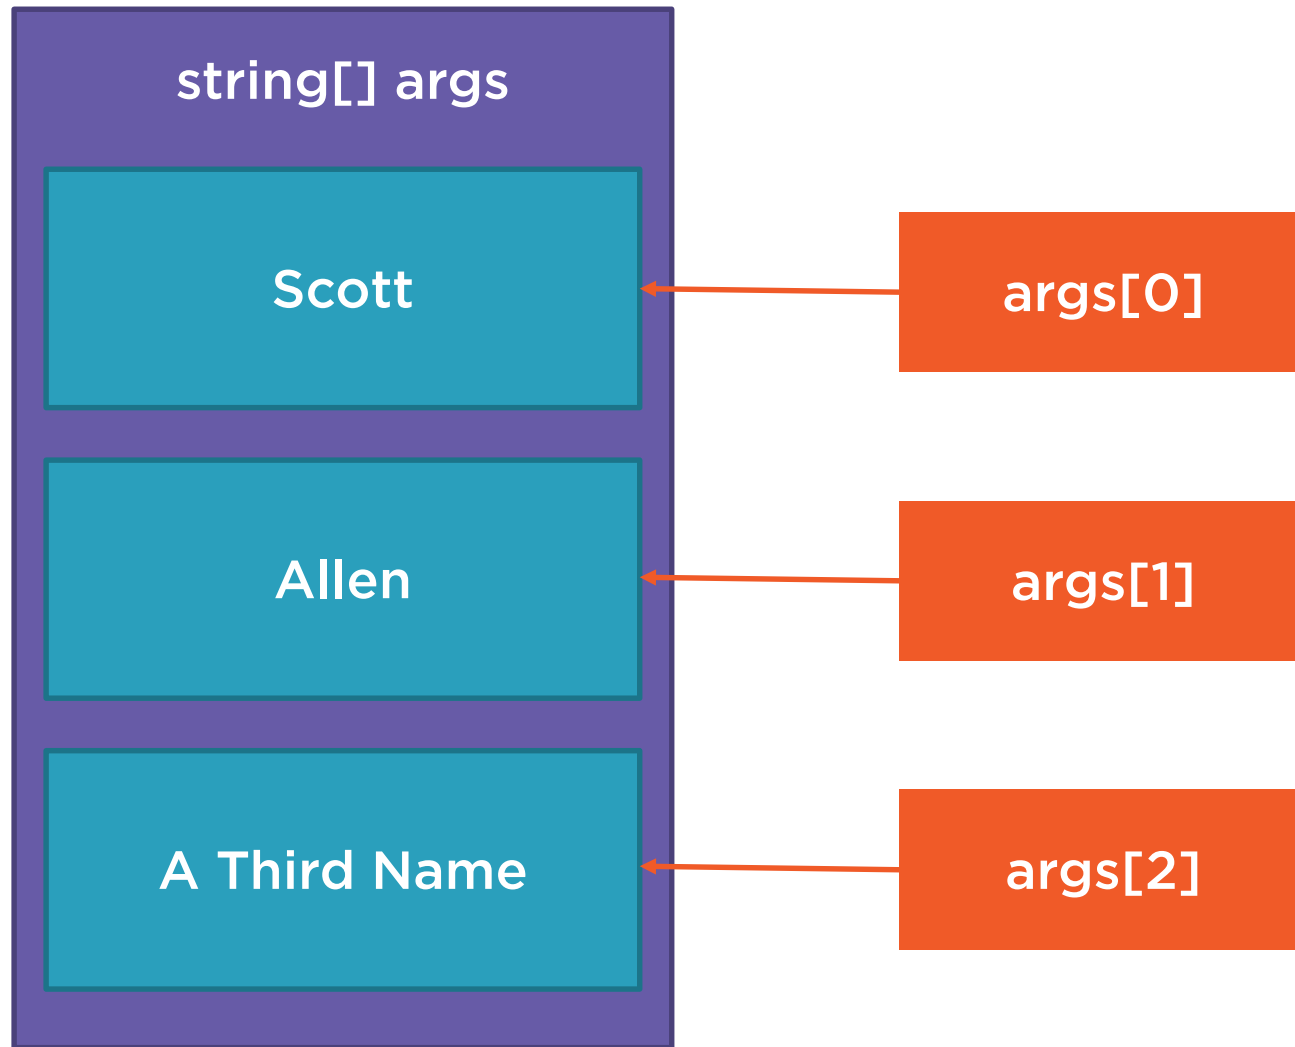 string[] args
Scott
args[0]
Allen
args[1]
A Third Name
args[2]